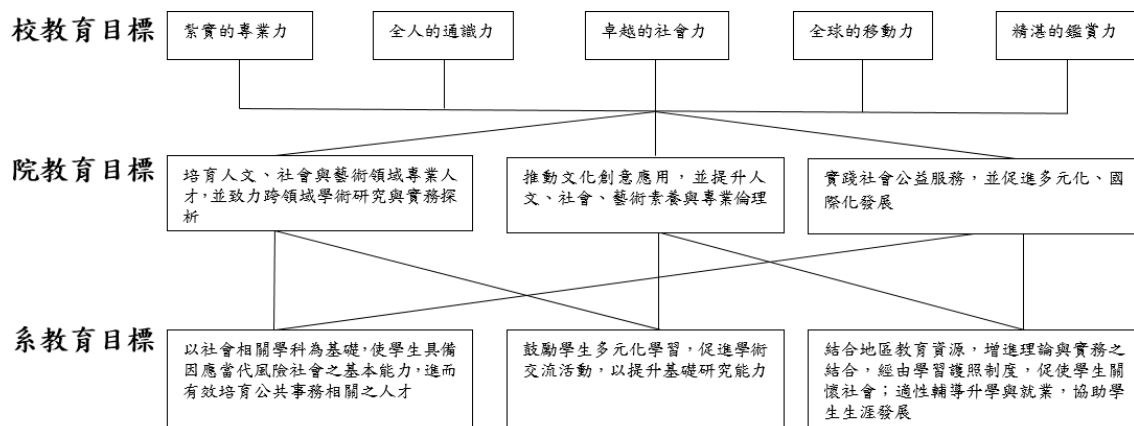 校教育目標
紮實的專業力
全人的通識力
卓越的社會力
全球的移動力
精湛的鑑賞力
院教育目標
培育人文、社會與藝術領域專業人
才，並致力跨領域學術研究與實務探
析
推動文化創意應用，並提升人
文、社會、藝術素養與專業倫理
實踐社會公益服務，並促進多元化、國
際化發展
系教育目標
以社會相關學科為基礎，使學生具備
因應當代風險社會之基本能力，進而
有效培育公共事務相關之人才
鼓勵學生多元化學習，促進學術
交流活動，以提升基礎研究能力
結合地區教育資源，增進理論與實務之
結合，經由學習護照制度，促使學生關
懷社會；適性輔導升學與就業，協助學
生生涯發展